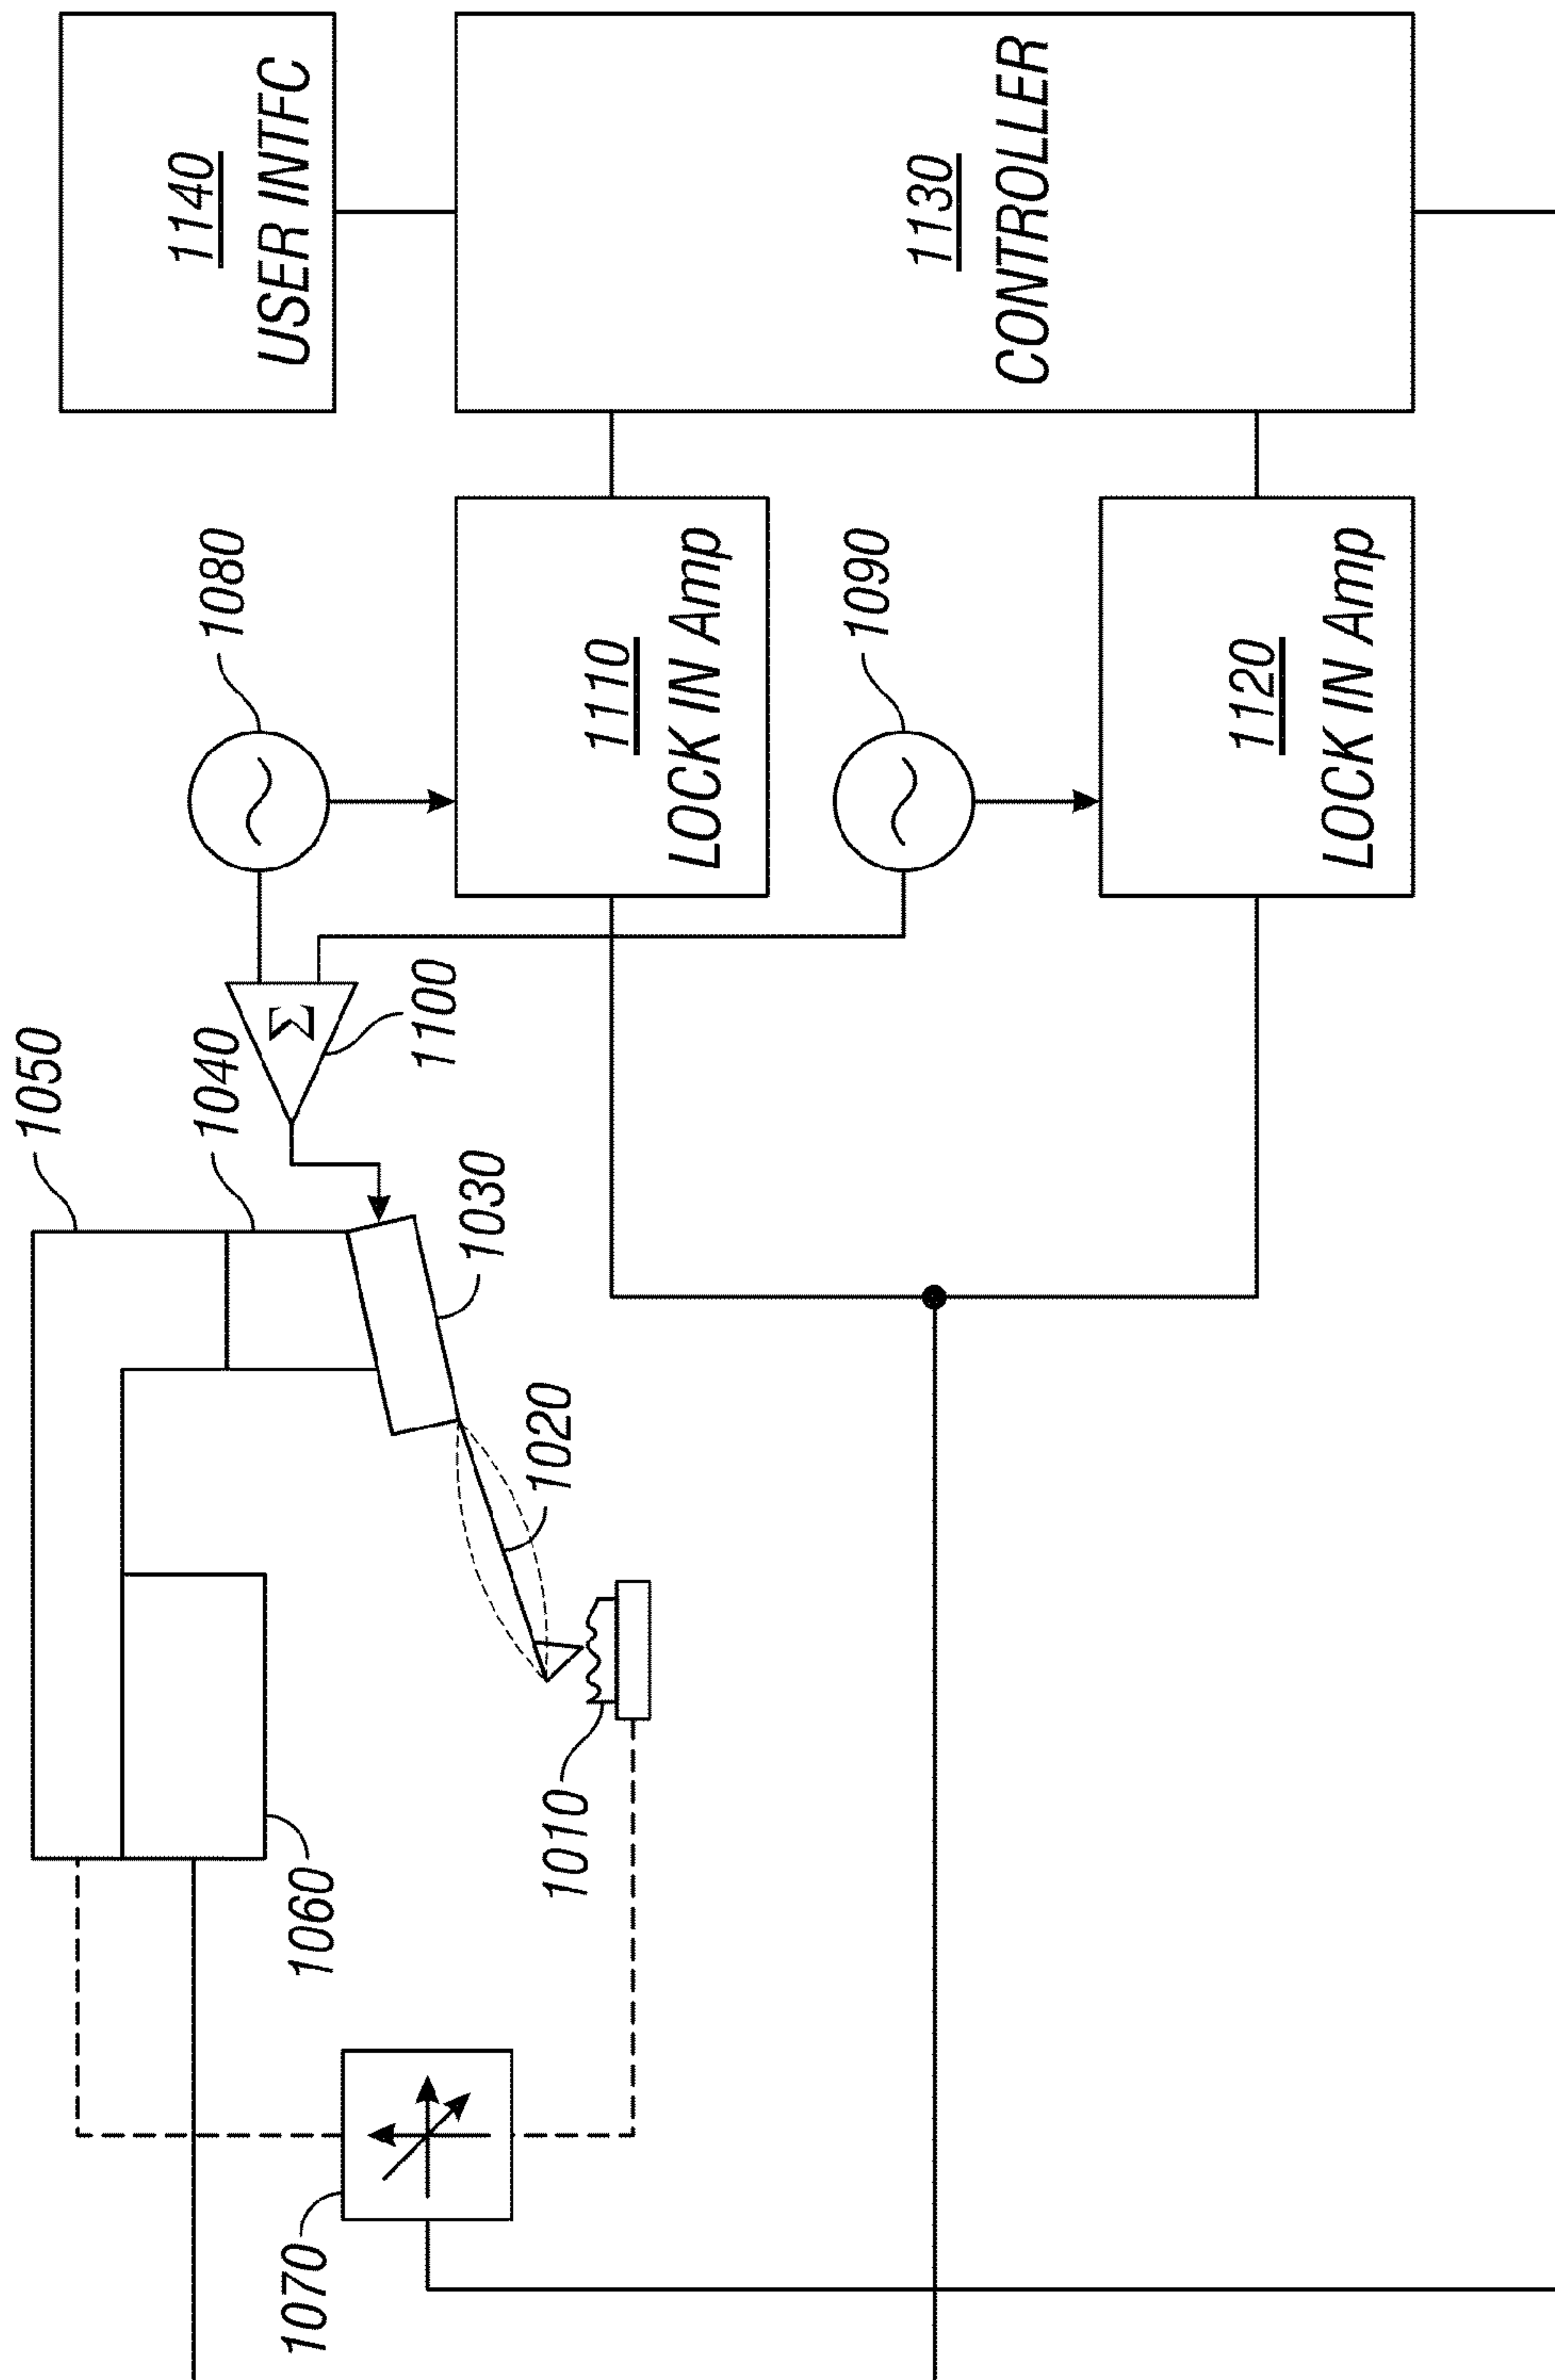 1050
1040
1080
1140
USER INTFC
1070
1060
Σ
1100
1030
1020
1010
1110
LOCK IN Amp
1090
1130
CONTROLLER
1120
LOCK IN Amp